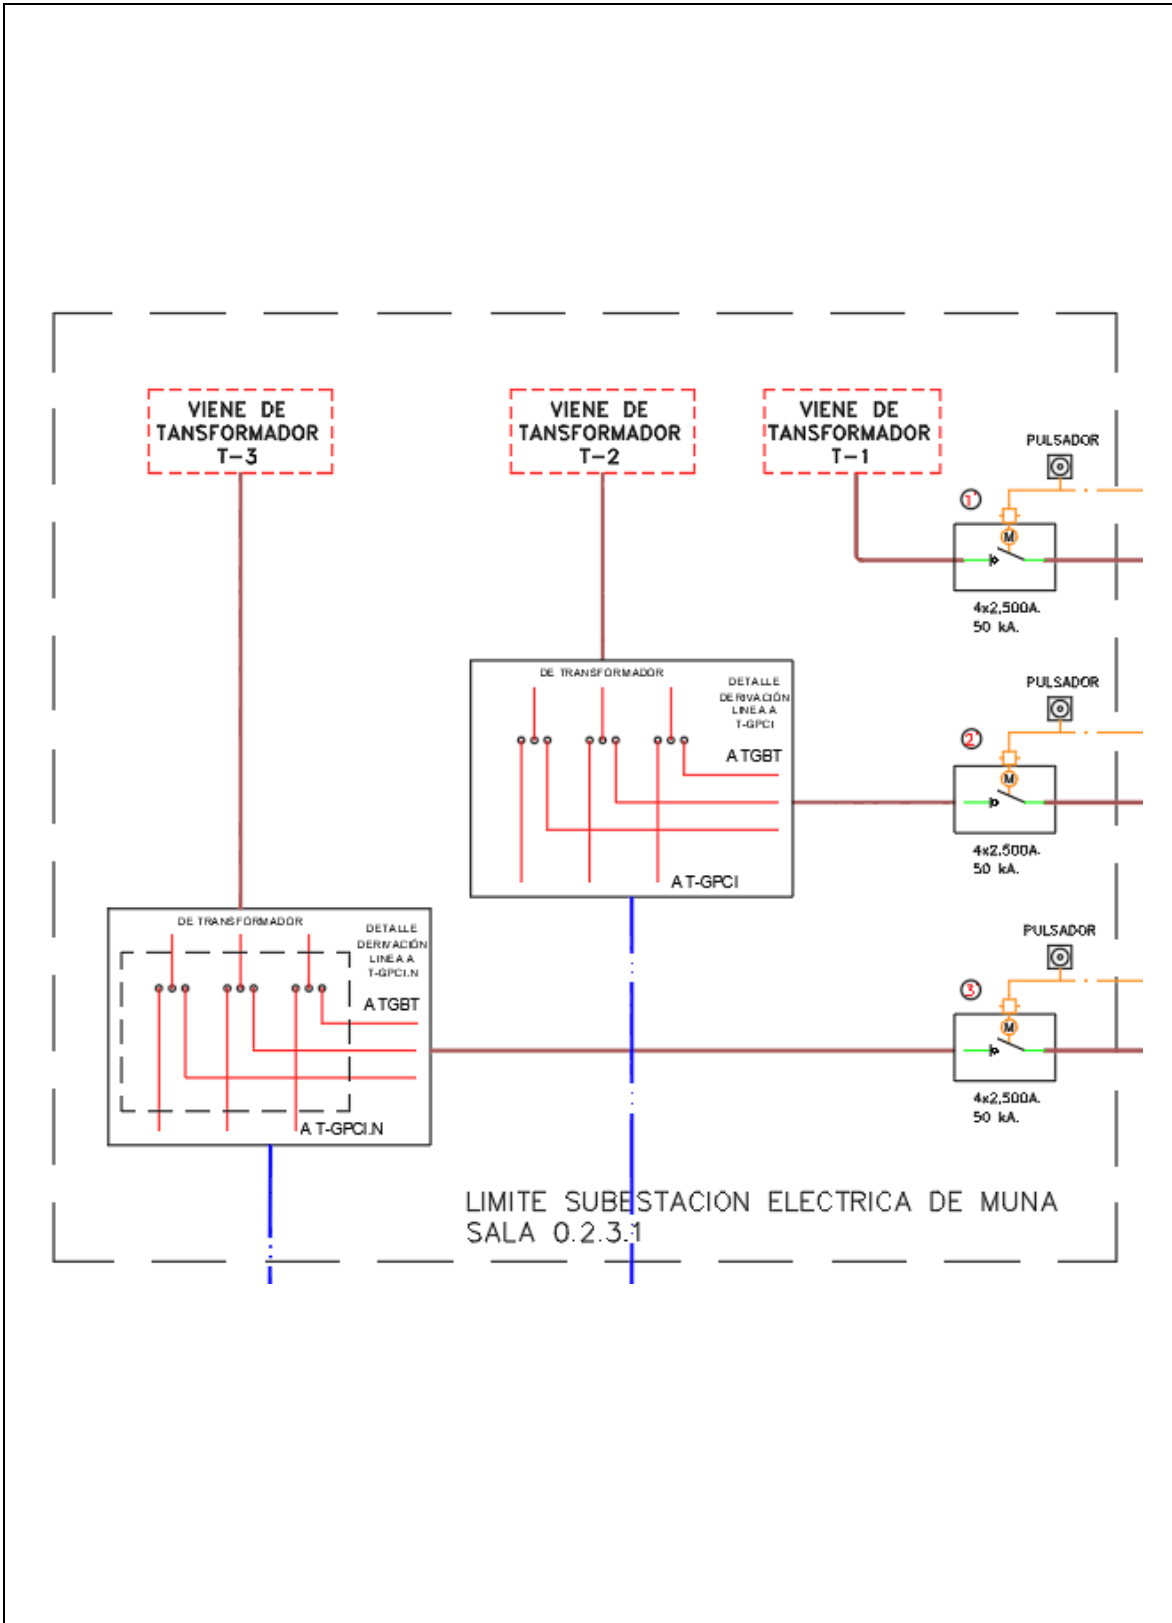 VIENE DE
TANSFORMADOR
T-3
VIENE DE
TANSFORMADOR
T-2
VIENE DE
TANSFORMADOR
T-1
PULSADOR
1'
M
4x2,500A.
50 kA.
DE TRANSFORMADOR
DETALLE
DERIVACIÓN
LINEA A
T-GPCI
A TGBT
A T-GPCI
PULSADOR
2'
M
4x2,500A.
50 kA.
DE TRANSFORMADOR
DETALLE
DERIVACIÓN
LINEA A
T-GPCI.N
A TGBT
A T-GPCI.N
PULSADOR
3
M
4x2,500A.
50 kA.
LIMITE SUBESTACION ELECTRICA DE MUNA
SALA 0.2.3.1